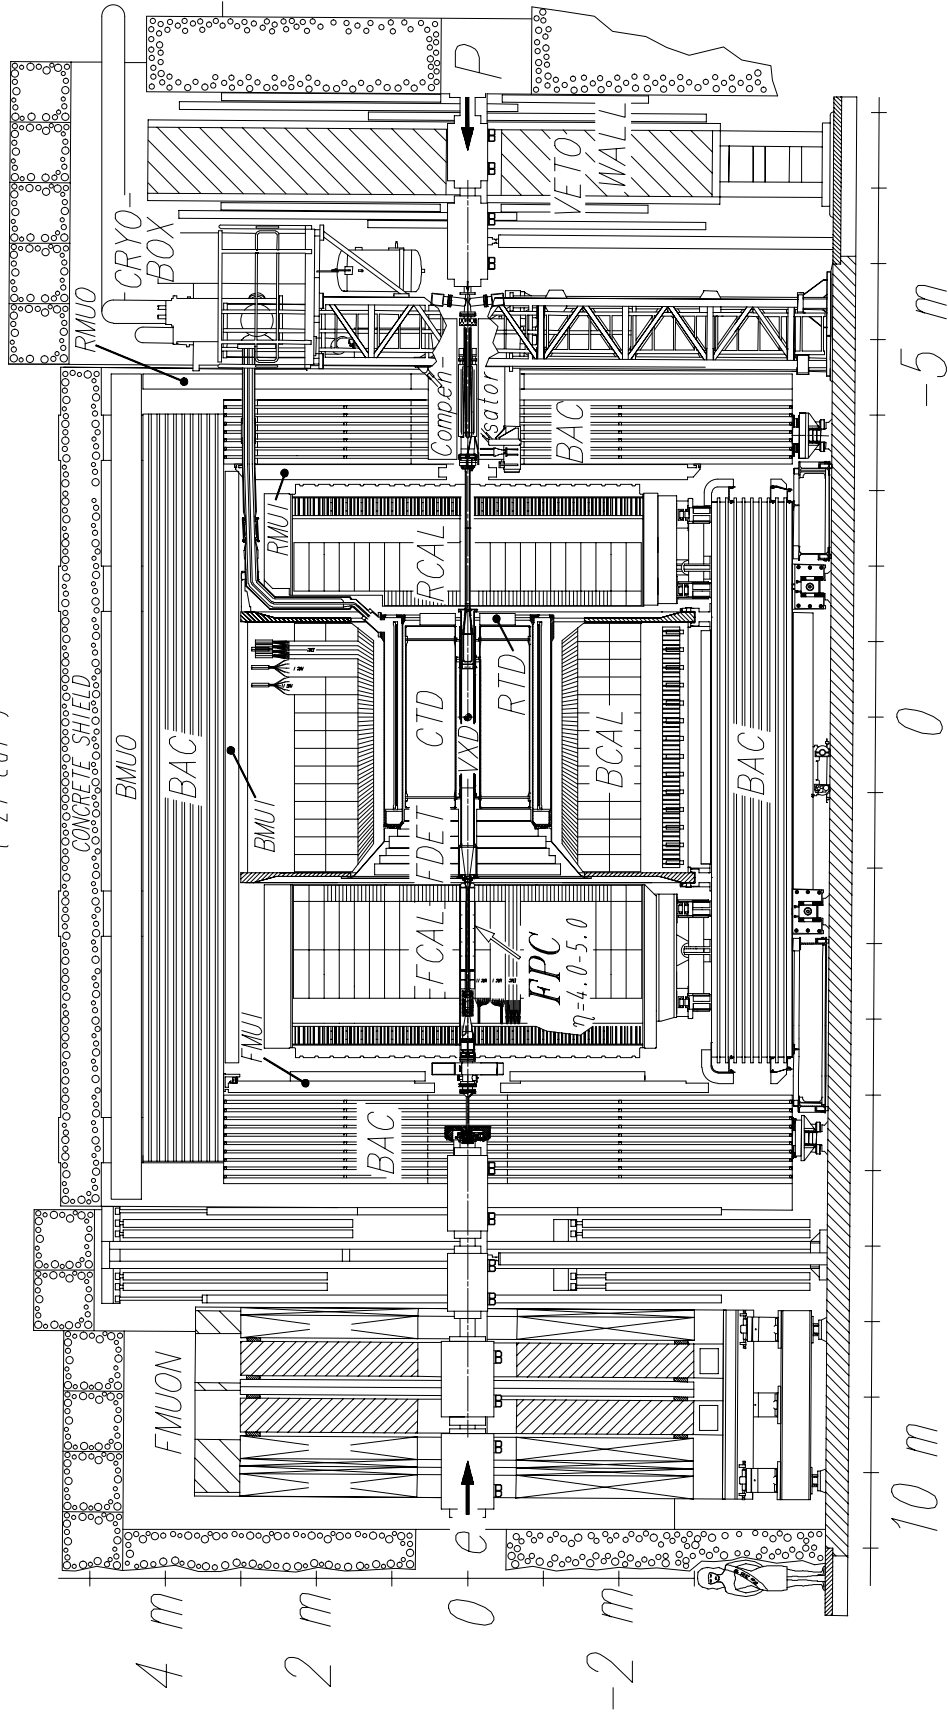 CONCRETE SHIELD
RMUO
BMUO
CRYO-
BOX
4 m
FMUON
BAC
FMUI
BMUI
RMUI
2 m
BAC
FCAL
FDET
CTD
RCAL
Compen-
sator
0
e
VXD
P
RTD
FPC
η=4.0-5.0
BAC
VETO
WALL
BCAL
-2 m
BAC
10 m
0
-5 m